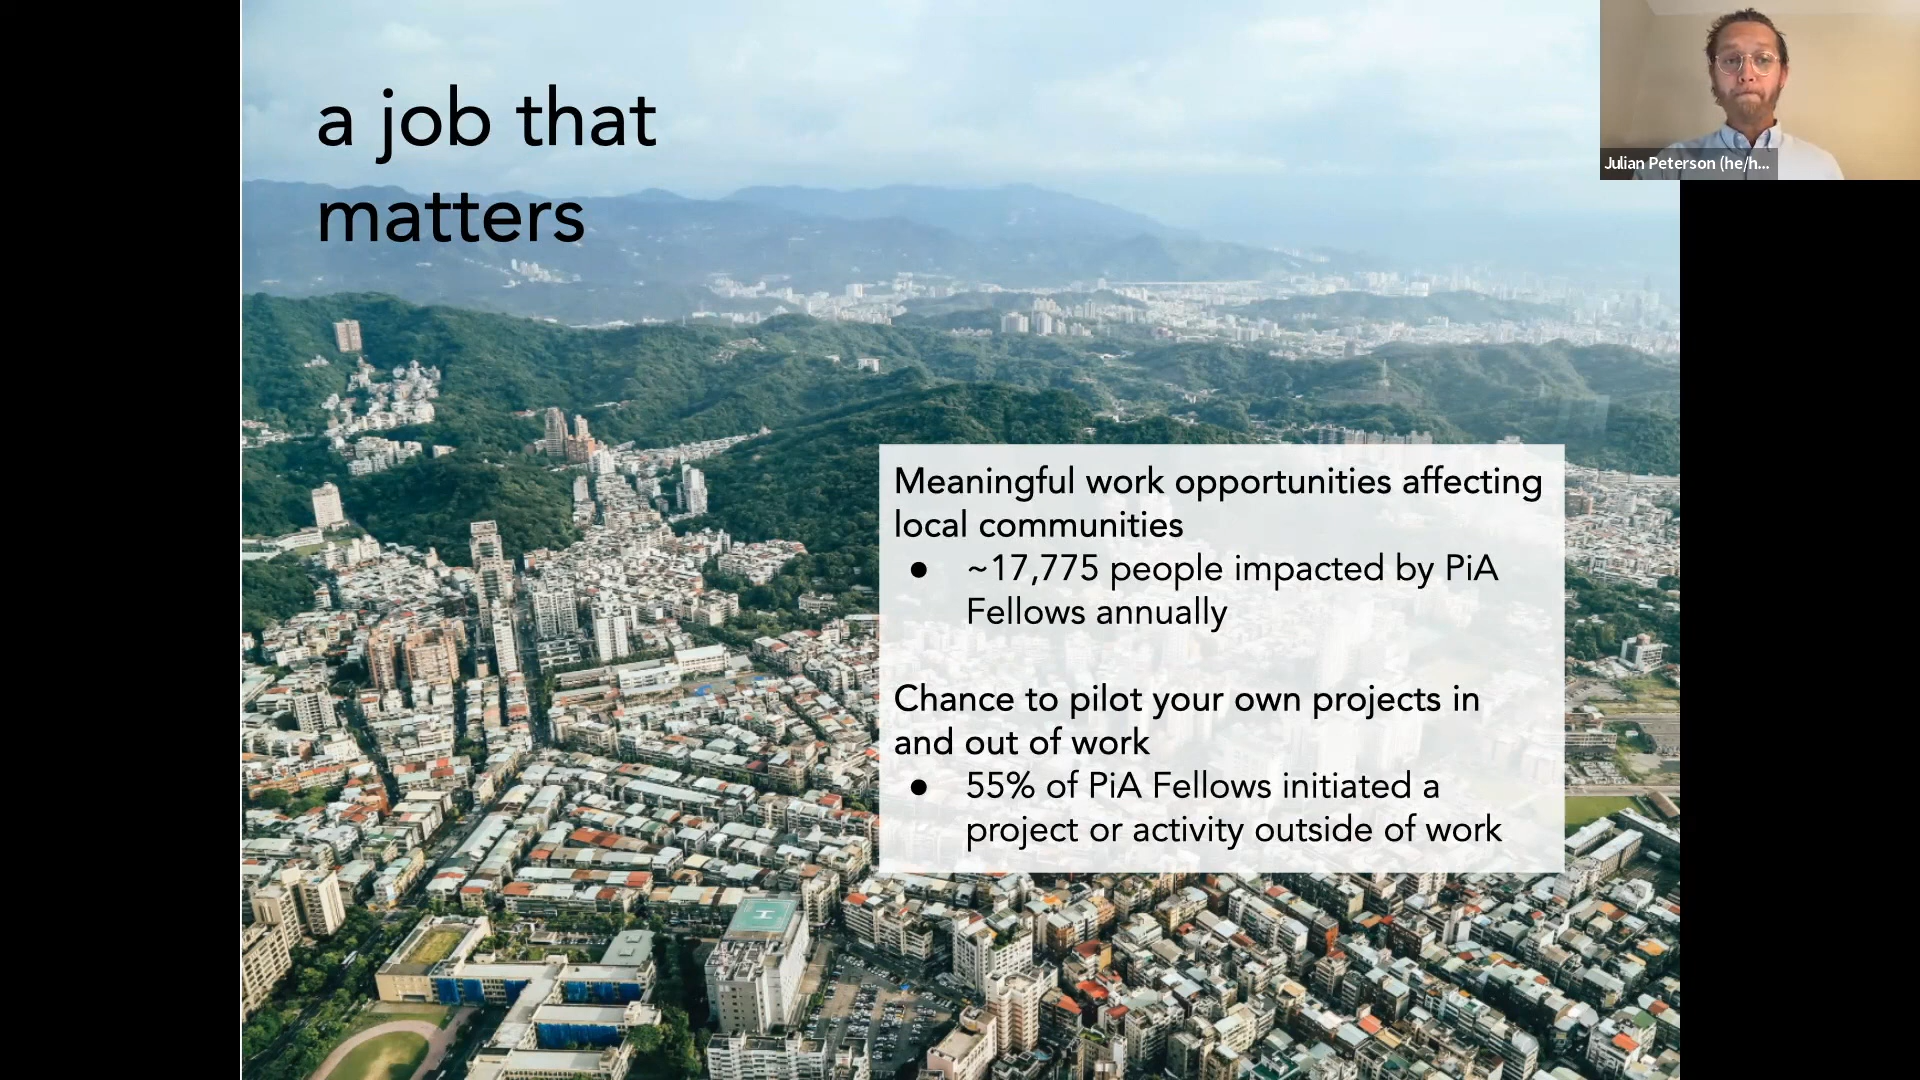 a job that
matters
Julian Peterson (he/h...
Meaningful work opportunities affecting
local communities
● ~17,775 people impacted by PiA
Fellows annually
Chance to pilot your own projects in
and out of work
● 55% of PiA Fellows initiated a
project or activity outside of work
H